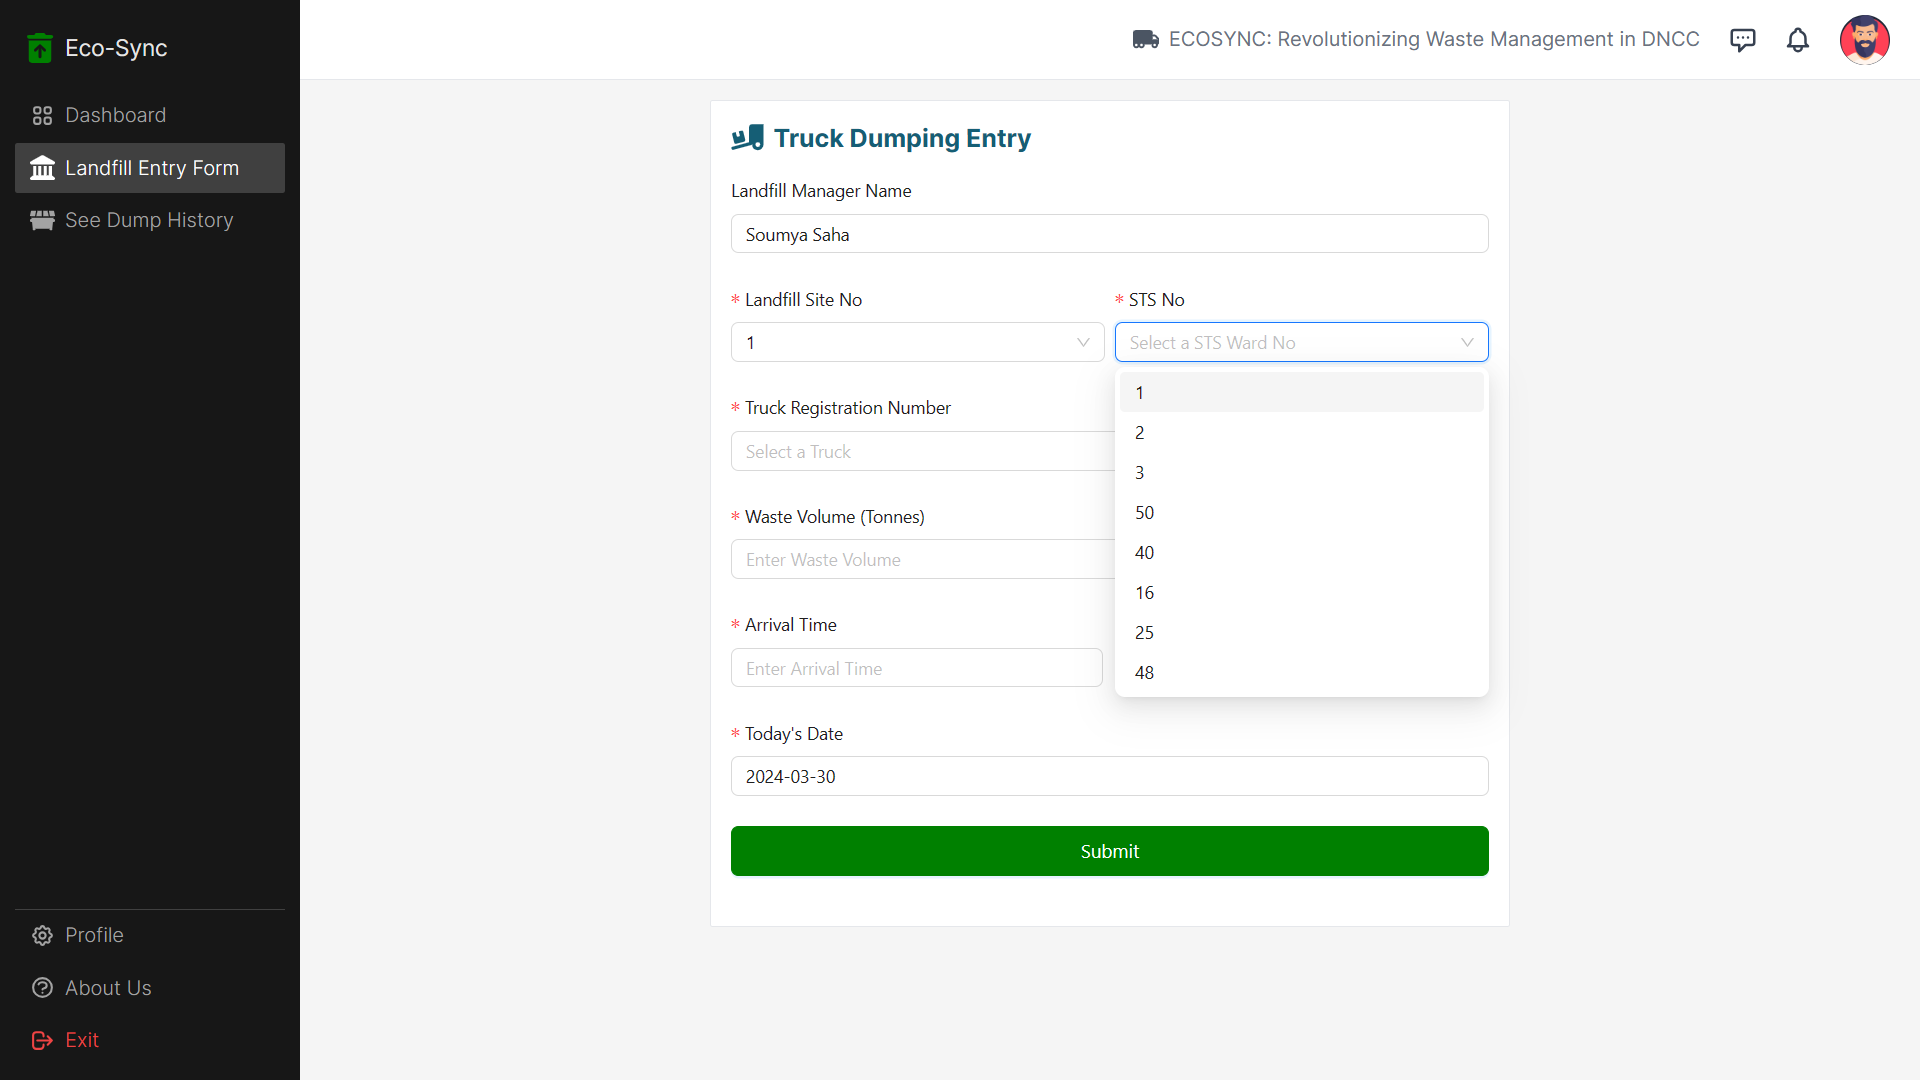 Eco-Sync
ECOSYNC: Revolutionizing Waste Management in DNCC
Dashboard
Landfill Entry Form
See Dump History
Truck Dumping Entry
Landfill Manager Name
Soumya Saha
* Landfill Site No
* STS No
1
Select a STS Ward No
1
2
3
50
40
16
25
48
* Truck Registration Number
Select a Truck
* Waste Volume (Tonnes)
Enter Waste Volume
* Arrival Time
Enter Arrival Time
* Today's Date
2024-03-30
Submit
Profile
About Us
Exit